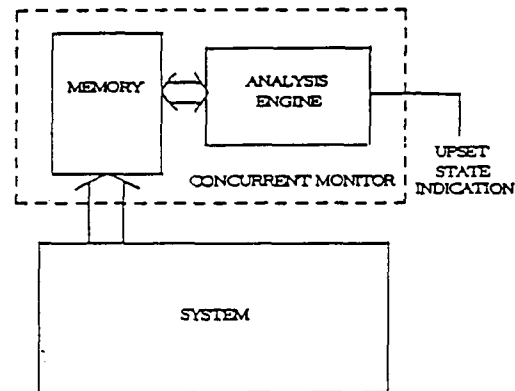 MEMORY
ANALYSIS
ENGINE
CONCURRENT MONITOR
UPSET
STATE
INDICATION
SYSTEM